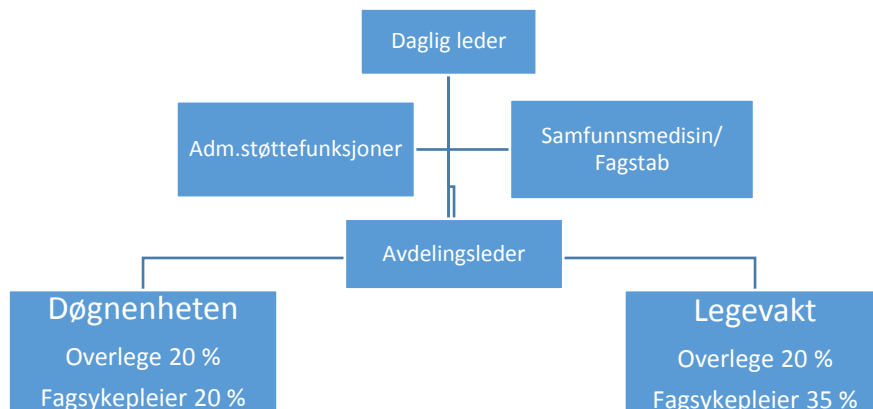 Daglig leder
Adm.støttefunksjoner
Samfunnsmedisin/
Fagstab
Avdelingsleder
Døgnenheten
Overlege 20 %
Fagsykepleier 20 %
Legevakt
Overlege 20 %
Fagsykepleier 35 %